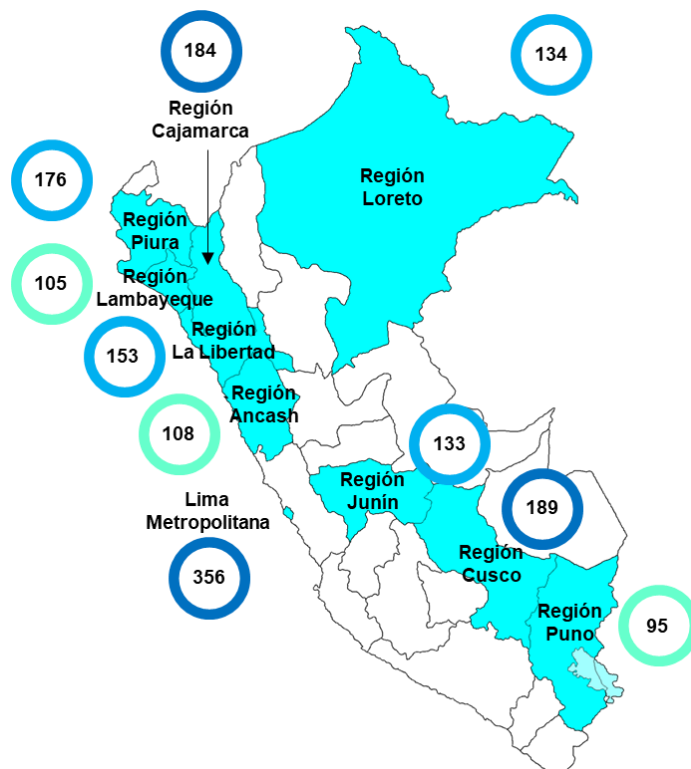 184
134
Región
Cajamarca
176
Región
Loreto
Región
Piura
105
Región
Lambayeque
153
Región
La Libertad
Región
Ancash
108
133
Región
Junín
189
Lima
Metropolitana
356
Región
Cusco
Región
Puno
95